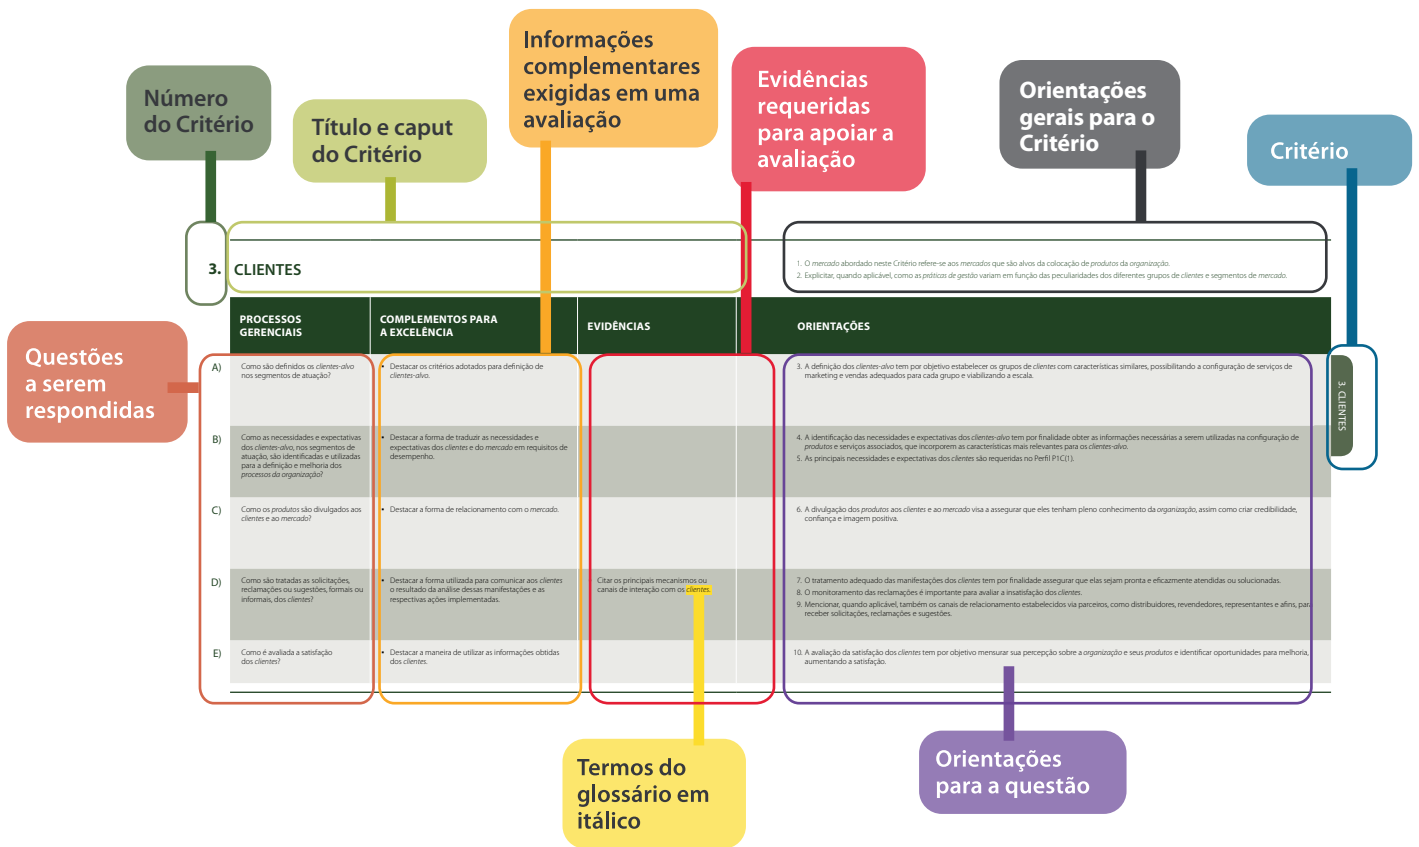 Informações
complementares
exigidas em uma
avaliação
Número
do Critério
Título e caput
do Critério
Evidências
requeridas
para apoiar a
avaliação
Orientações
gerais para o
Critério
Critério
3. CLIENTES
1. O mercado abordado neste Critério refere-se aos mercados que são alvos da colocação de produtos da organização.
2. Explicitar, quando aplicável, como as práticas de gestão variam em função das peculiaridades dos diferentes grupos de clientes e segmentos de mercado.
PROCESSOS
GERENCIAIS
COMPLEMENTOS PARA
A EXCELÊNCIA
EVIDÊNCIAS
ORIENTAÇÕES
Questões
a serem
respondidas
A) Como são definidos os clientes-alvo
nos segmentos de atuação?
• Destacar os critérios adotados para definição de
clientes-alvo.
3. A definição dos clientes-alvo tem por objetivo estabelecer os grupos de clientes com características similares, possibilitando a configuração de serviços de
marketing e vendas adequados para cada grupo e viabilizando a escala.
3. CLIENTES
B) Como as necessidades e expectativas
dos clientes-alvo, nos segmentos de
atuação, são identificadas e utilizadas
para a definição e melhoria dos
processos da organização?
• Destacar a forma de traduzir as necessidades e
expectativas dos clientes e do mercado em requisitos de
desempenho.
4. A identificação das necessidades e expectativas dos clientes-alvo tem por finalidade obter as informações necessárias a serem utilizadas na configuração de
produtos e serviços associados, que incorporem as características mais relevantes para os clientes-alvo.
5. As principais necessidades e expectativas dos clientes são requeridas no Perfil P1C(1).
C) Como os produtos são divulgados aos
clientes e ao mercado?
• Destacar a forma de relacionamento com o mercado.
6. A divulgação dos produtos aos clientes e ao mercado visa a assegurar que eles tenham pleno conhecimento da organização, assim como criar credibilidade,
confiança e imagem positiva.
D) Como são tratadas as solicitações,
reclamações ou sugestões, formais ou
informais, dos clientes?
• Destacar a forma utilizada para comunicar aos clientes
o resultado da análise dessas manifestações e as
respectivas ações implementadas.
Citar os principais mecanismos ou
canais de interação com os clientes.
7. O tratamento adequado das manifestações dos clientes tem por finalidade assegurar que elas sejam pronta e eficazmente atendidas ou solucionadas.
8. O monitoramento das reclamações é importante para avaliar a insatisfação dos clientes.
9. Mencionar, quando aplicável, também os canais de relacionamento estabelecidos via parceiros, como distribuidores, revendedores, representantes e afins, para
receber solicitações, reclamações e sugestões.
E) Como é avaliada a satisfação
dos clientes?
• Destacar a maneira de utilizar as informações obtidas
dos clientes.
10. A avaliação da satisfação dos clientes tem por objetivo mensurar sua percepção sobre a organização e seus produtos e identificar oportunidades para melhoria,
aumentando a satisfação.
Termos do
glossário em
itálico
Orientações
para a questão